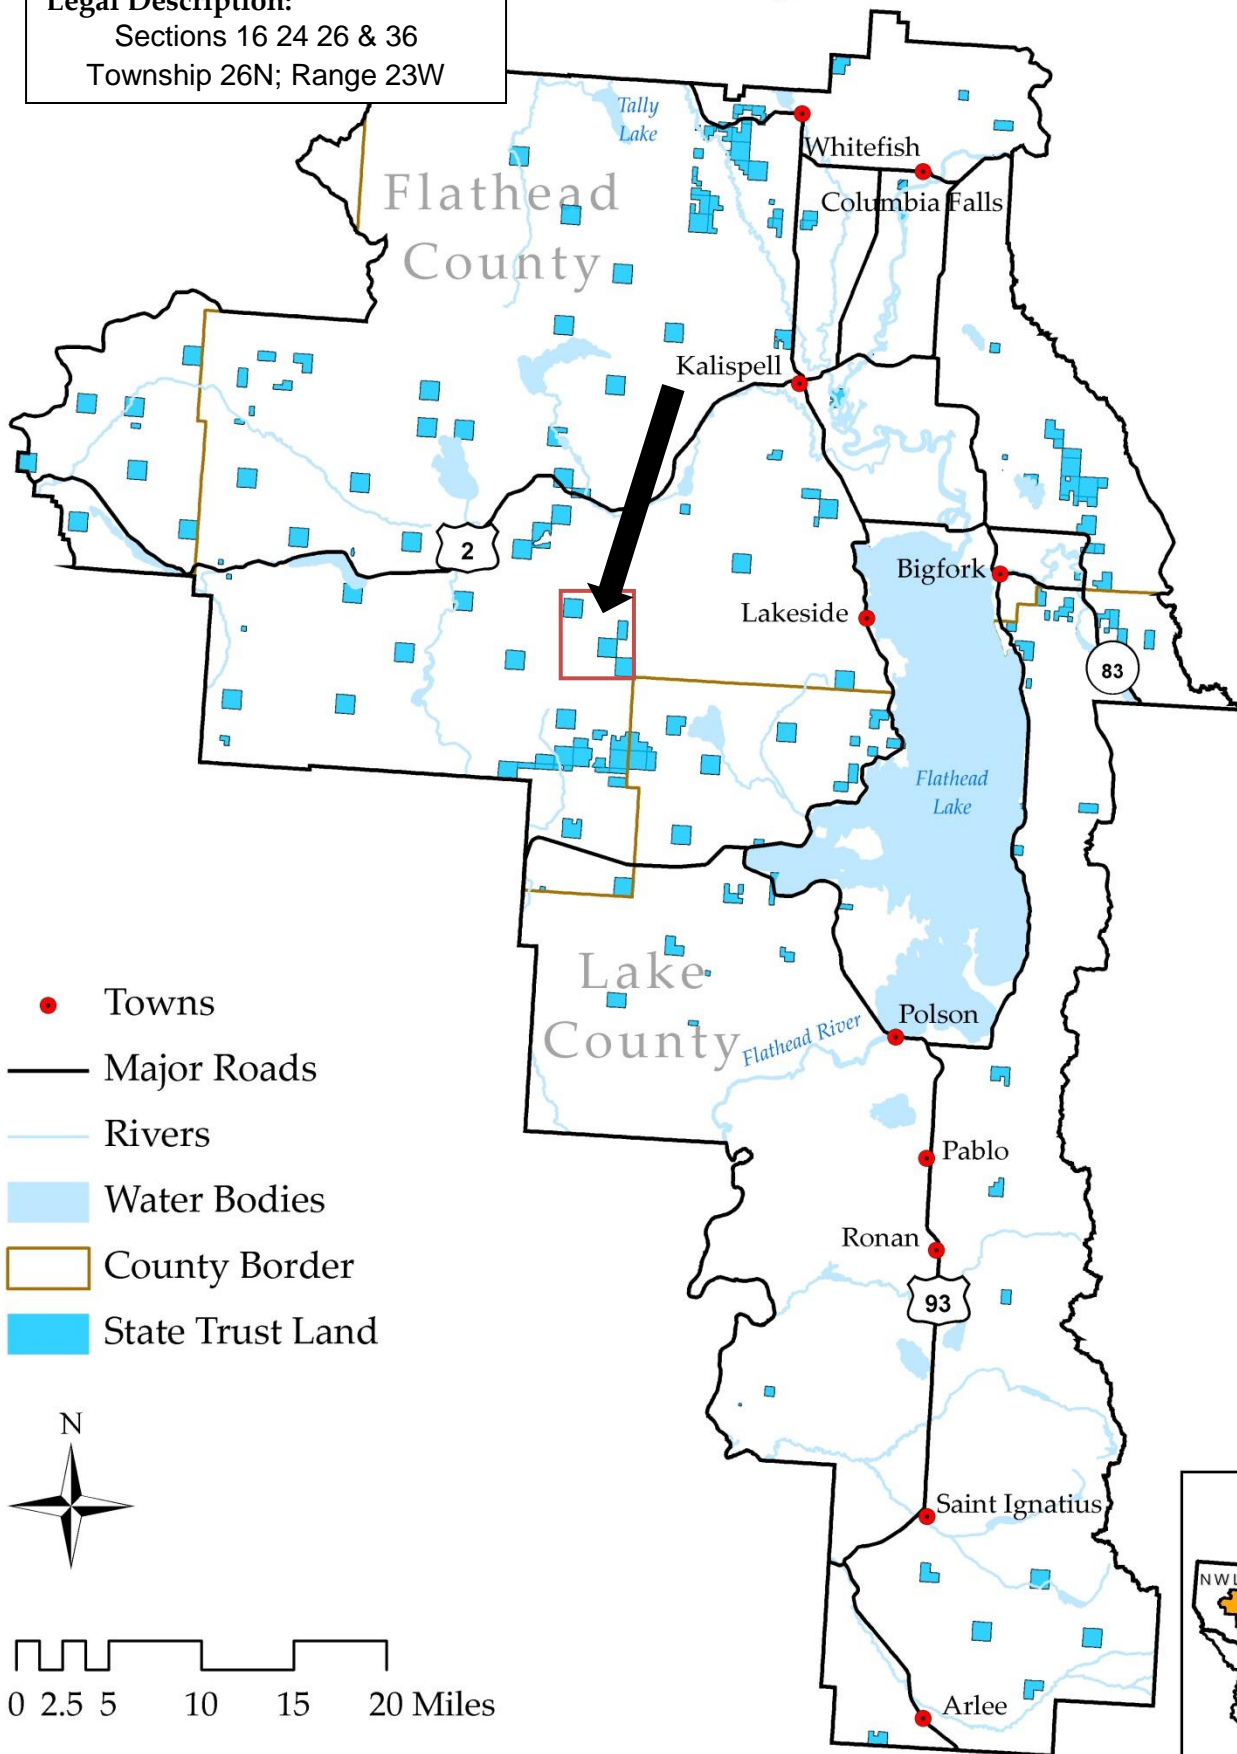 Legal Description:
Sections 16 24 26 & 36
Township 26N; Range 23W
Tally
Lake
Whitefish
Columbia Falls
Flathead
County
Kalispell
2
Bigfork
Lakeside
83
Flathead
Lake
Lake
County
Flathead River
Polson
Pablo
Ronan
93
Saint Ignatius
Arlee
Towns
Major Roads
Rivers
Water Bodies
County Border
State Trust Land
N
0 2.5 5 10 15 20 Miles